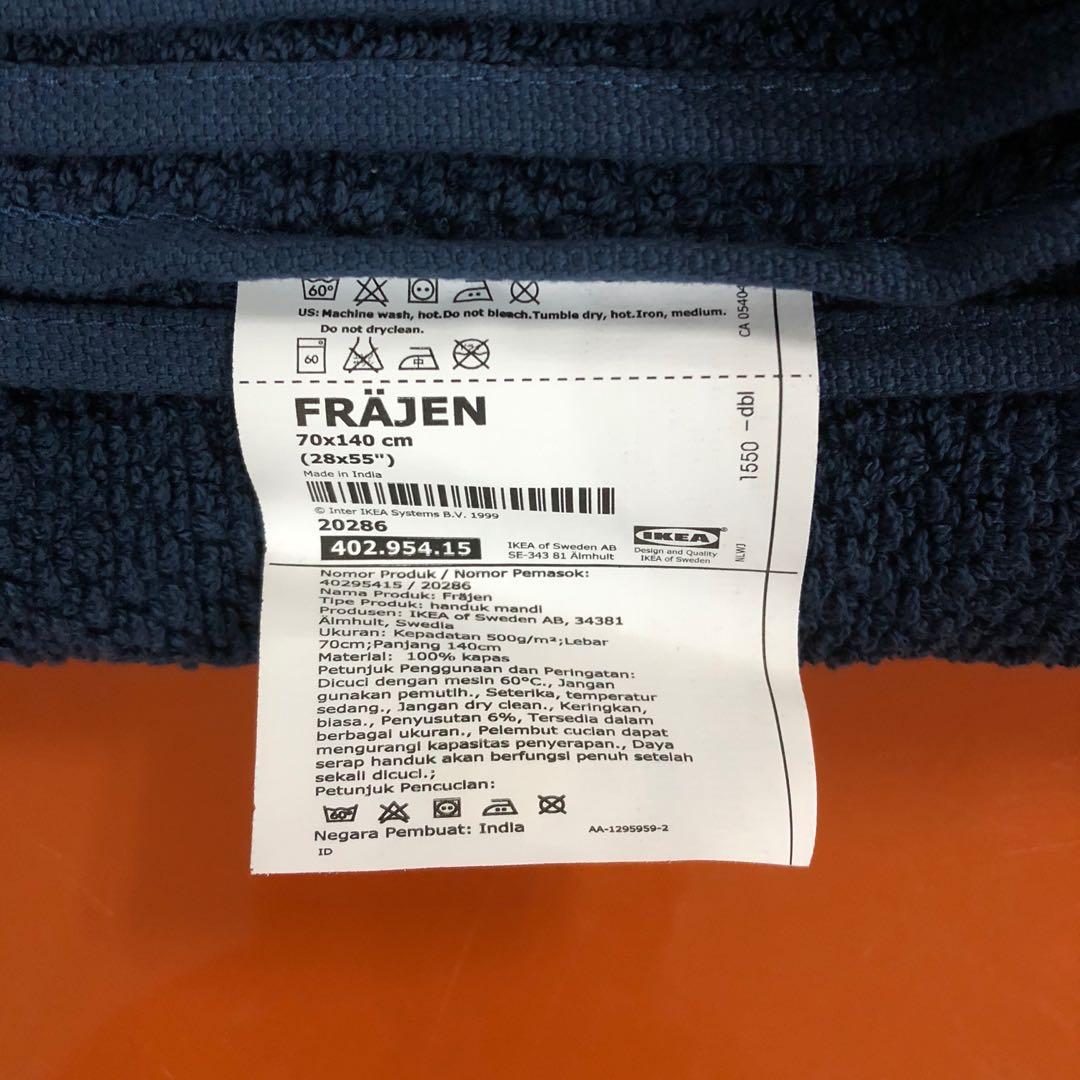 60°
US: Machine wash, hot.Do not bleach.Tumble dry, hot.Iron, medium.
Do not dryclean.
60
中
CA 05404
FRÄJEN
70x140 cm
(28x55")
Made in India
1550 -dbl
© Inter IKEA Systems B.V. 1999
20286
402.954.15
IKEA of Sweden AB
SE-343 81 Älmhult
IKEA®
Design and Quality
IKEA of Sweden
NLWJ
Nomor Produk / Nomor Pemasok:
40295415 / 20286
Nama Produk: Fräjen
Tipe Produk: handuk mandi
Produsen: IKEA of Sweden AB, 34381
Älmhult, Swedia
Ukuran: Kepadatan 500g/m²;Lebar
70cm;Panjang 140cm
Material: 100% kapas
Petunjuk Penggunaan dan Peringatan:
Dicuci dengan mesin 60°C., Jangan
gunakan pemutih., Seterika, temperatur
sedang., Jangan dry clean., Keringkan,
biasa., Penyusutan 6%, Tersedia dalam
berbagai ukuran., Pelembut cucian dapat
mengurangi kapasitas penyerapan., Daya
serap handuk akan berfungsi penuh setelah
sekali dicuci.;
Petunjuk Pencucian:
60°
Negara Pembuat: India
AA-1295959-2
ID